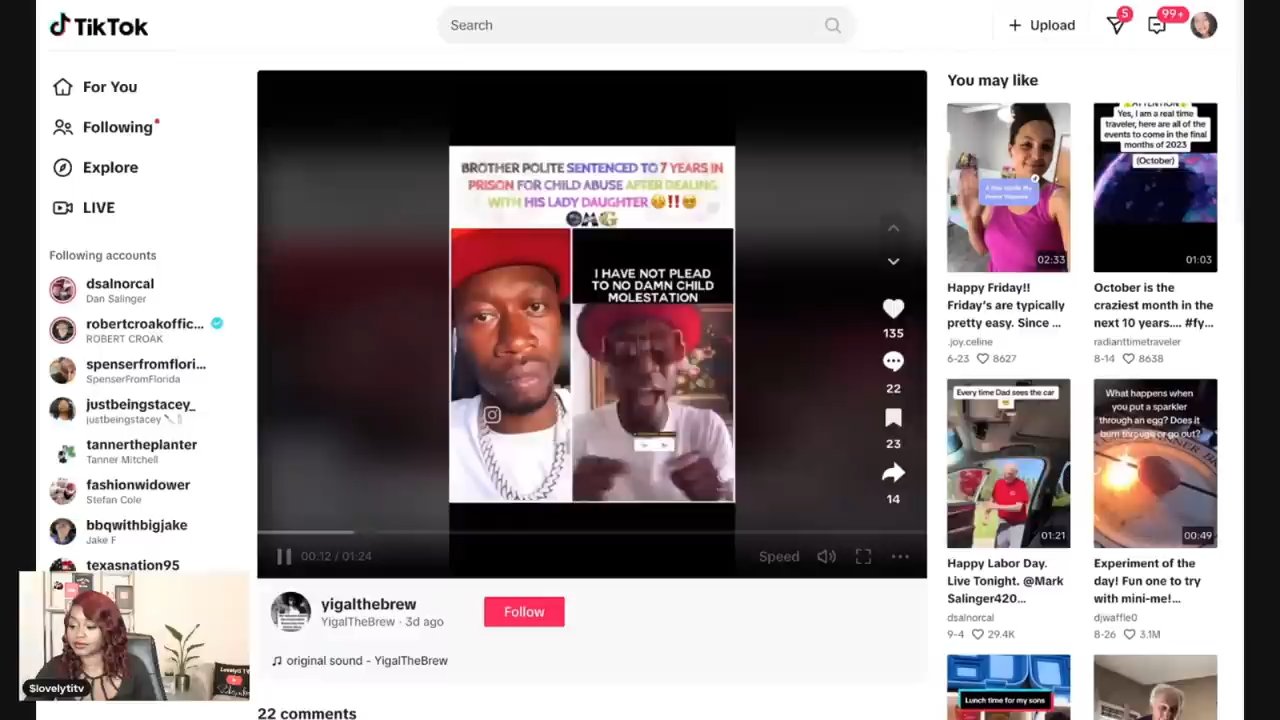 TikTok
Search
Upload
5
99+
For You
Following
Explore
LIVE
Following accounts
dsalnorcal
Dan Salinger
robertcroakoffic...
ROBERT CROAK
spenserfromflori...
SpenserFromFlorida
justbeingstacey_
justbeingstacey
tannertheplanter
Tanner Mitchell
fashionwidower
Stefan Cole
bbqwithbigjake
Jake F
texasnation95
$lovelytitv
BROTHER POLITE SENTENCED TO 7 YEARS IN
PRISON FOR CHILD ABUSE AFTER DEALING
WITH HIS LADY DAUGHTER 🤔‼️😎
OMG
I HAVE NOT PLEAD
TO NO DAMN CHILD
MOLESTATION
135
22
23
14
00:12 / 01:24
Speed
yigalthebrew
YigalTheBrew · 3d ago
Follow
original sound - YigalTheBrew
22 comments
You may like
02:33
Happy Friday!!
Friday's are typically
pretty easy. Since ...
.joy.celine
6-23 8627
ATTENTION
Yes, I am a real time
traveler, here are all of the
events to come in the final
months of 2023
(October)
01:03
October is the
craziest month in the
next 10 years.... #fy...
radianttimetraveler
8-14 8638
Every time Dad sees the car
01:21
Happy Labor Day.
Live Tonight. @Mark
Salinger420...
dsalnorcal
9-4 29.4K
What happens when
you put a sparkler
through an egg? Does it
burn through or go out?
00:49
Experiment of the
day! Fun one to try
with mini-me!...
djwaffle0
8-26 3.1M
Lunch time for my sons